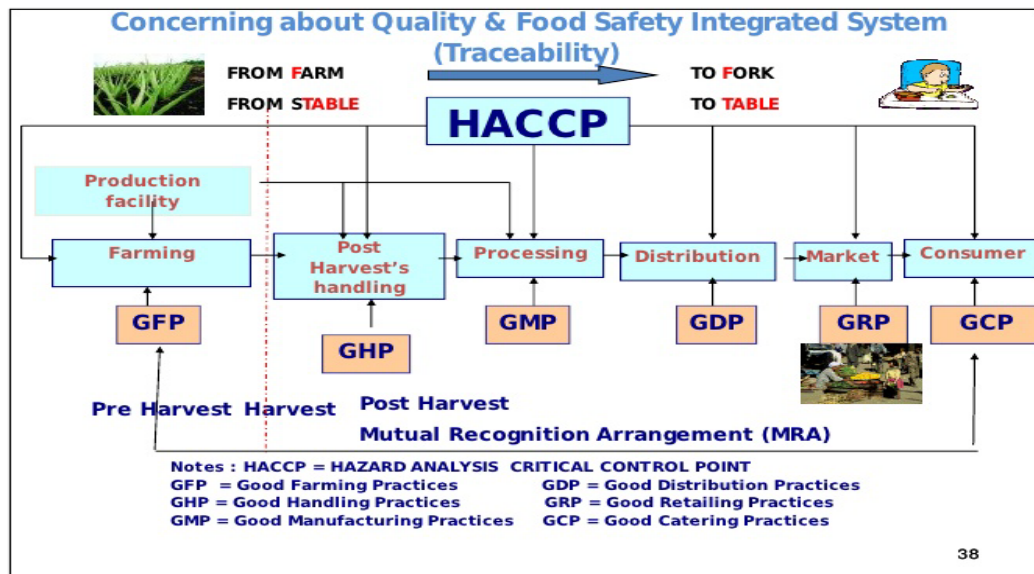 Concerning about Quality & Food Safety Integrated System
(Traceability)
FROM FARM
TO FORK
FROM STABLE
TO TABLE
HACCP
Production
facility
Farming
Post
Harvest’s
handling
Processing
Distribution
Market
Consumer
GFP
GHP
GMP
GDP
GRP
GCP
Pre Harvest Harvest
Post Harvest
Mutual Recognition Arrangement (MRA)
Notes : HACCP = HAZARD ANALYSIS CRITICAL CONTROL POINT
GFP = Good Farming Practices
GDP = Good Distribution Practices
GHP = Good Handling Practices
GRP = Good Retailing Practices
GMP = Good Manufacturing Practices
GCP = Good Catering Practices
38